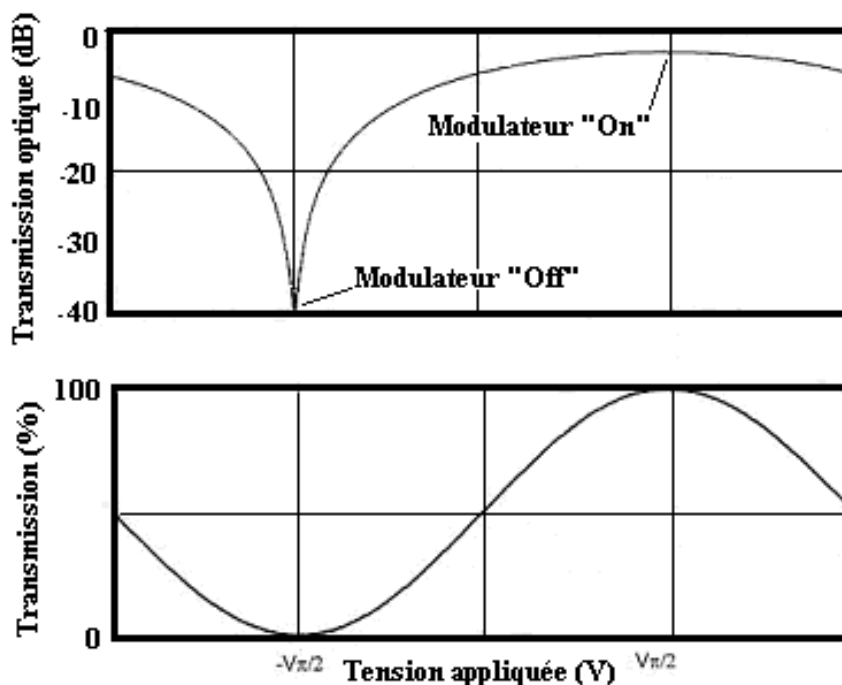 Transmission optique (dB)
0
-10
-20
-30
-40
Modulateur "On"
Modulateur "Off"
Transmission (%)
100
0
-Vπ/2
Tension appliquée (V)
Vπ/2